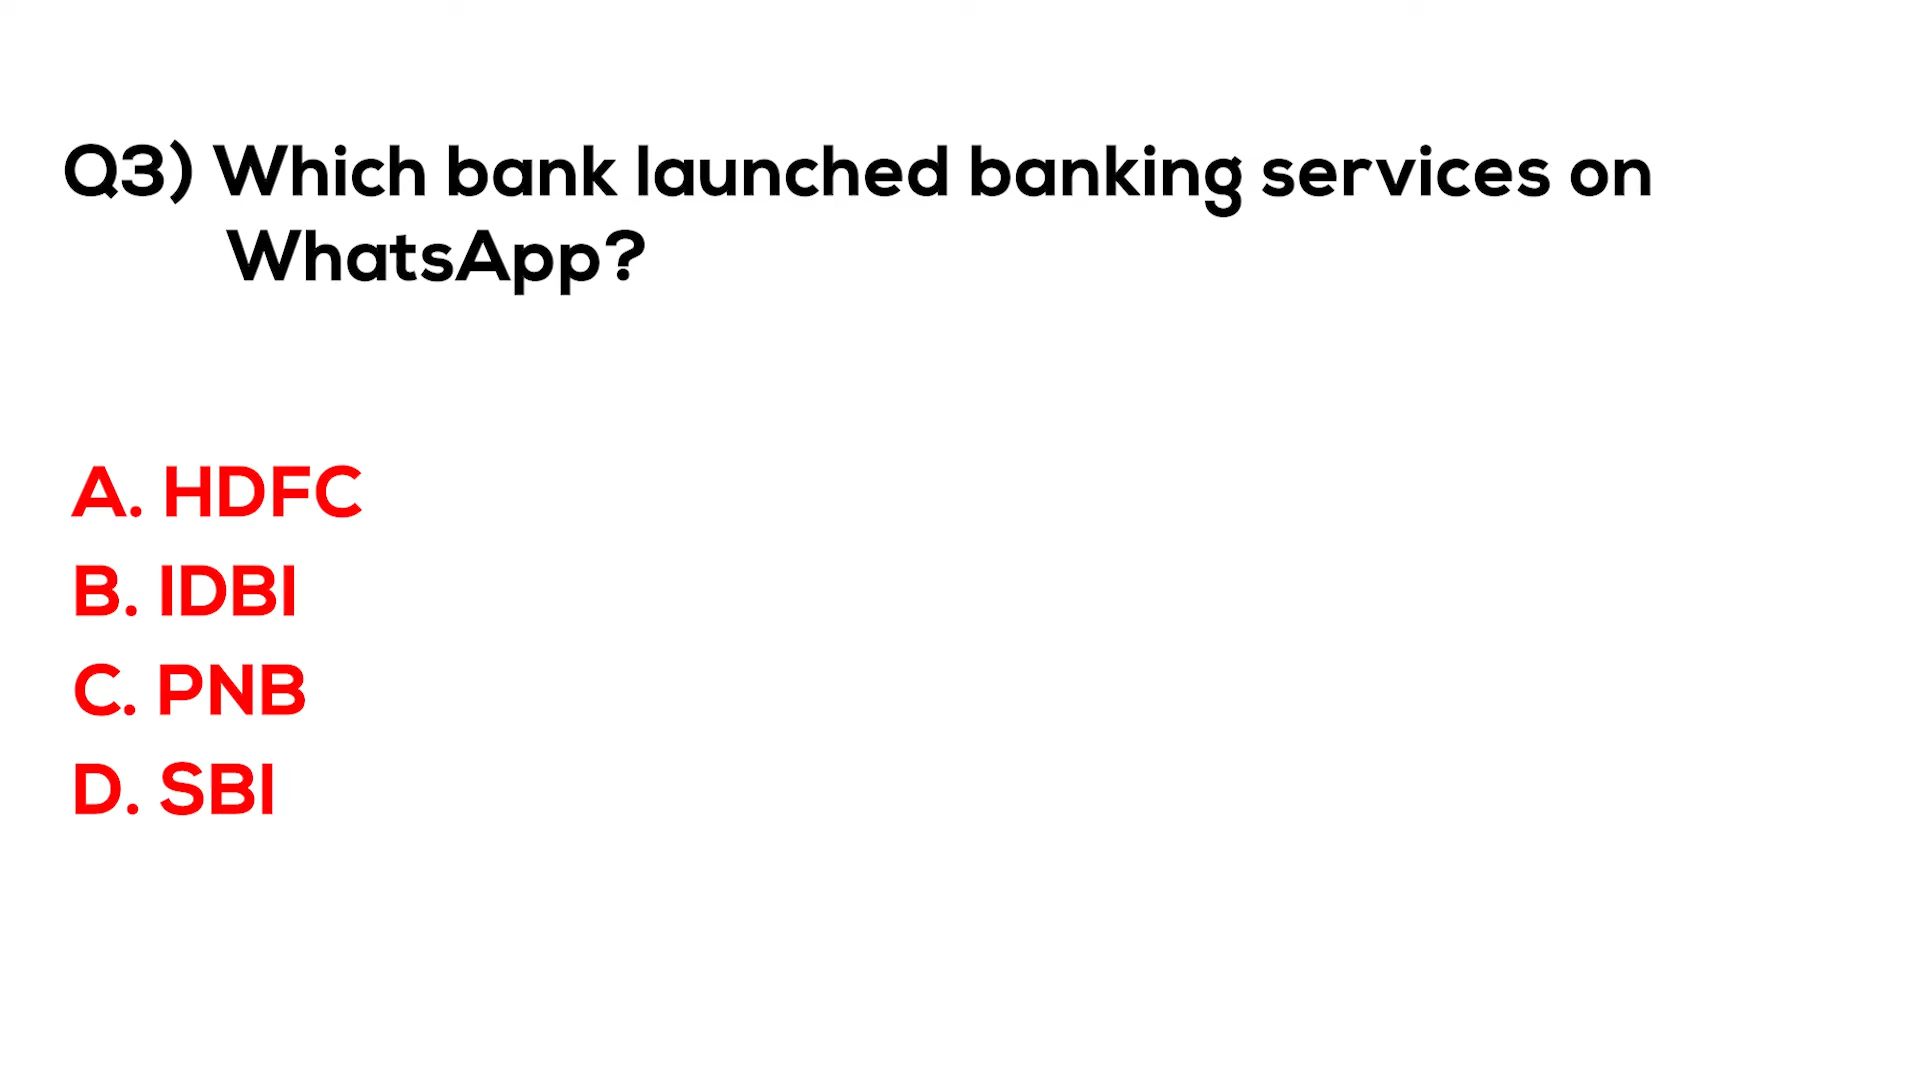 Q3) Which bank launched banking services on
WhatsApp?
A. HDFC
B. IDBI
C. PNB
D. SBI